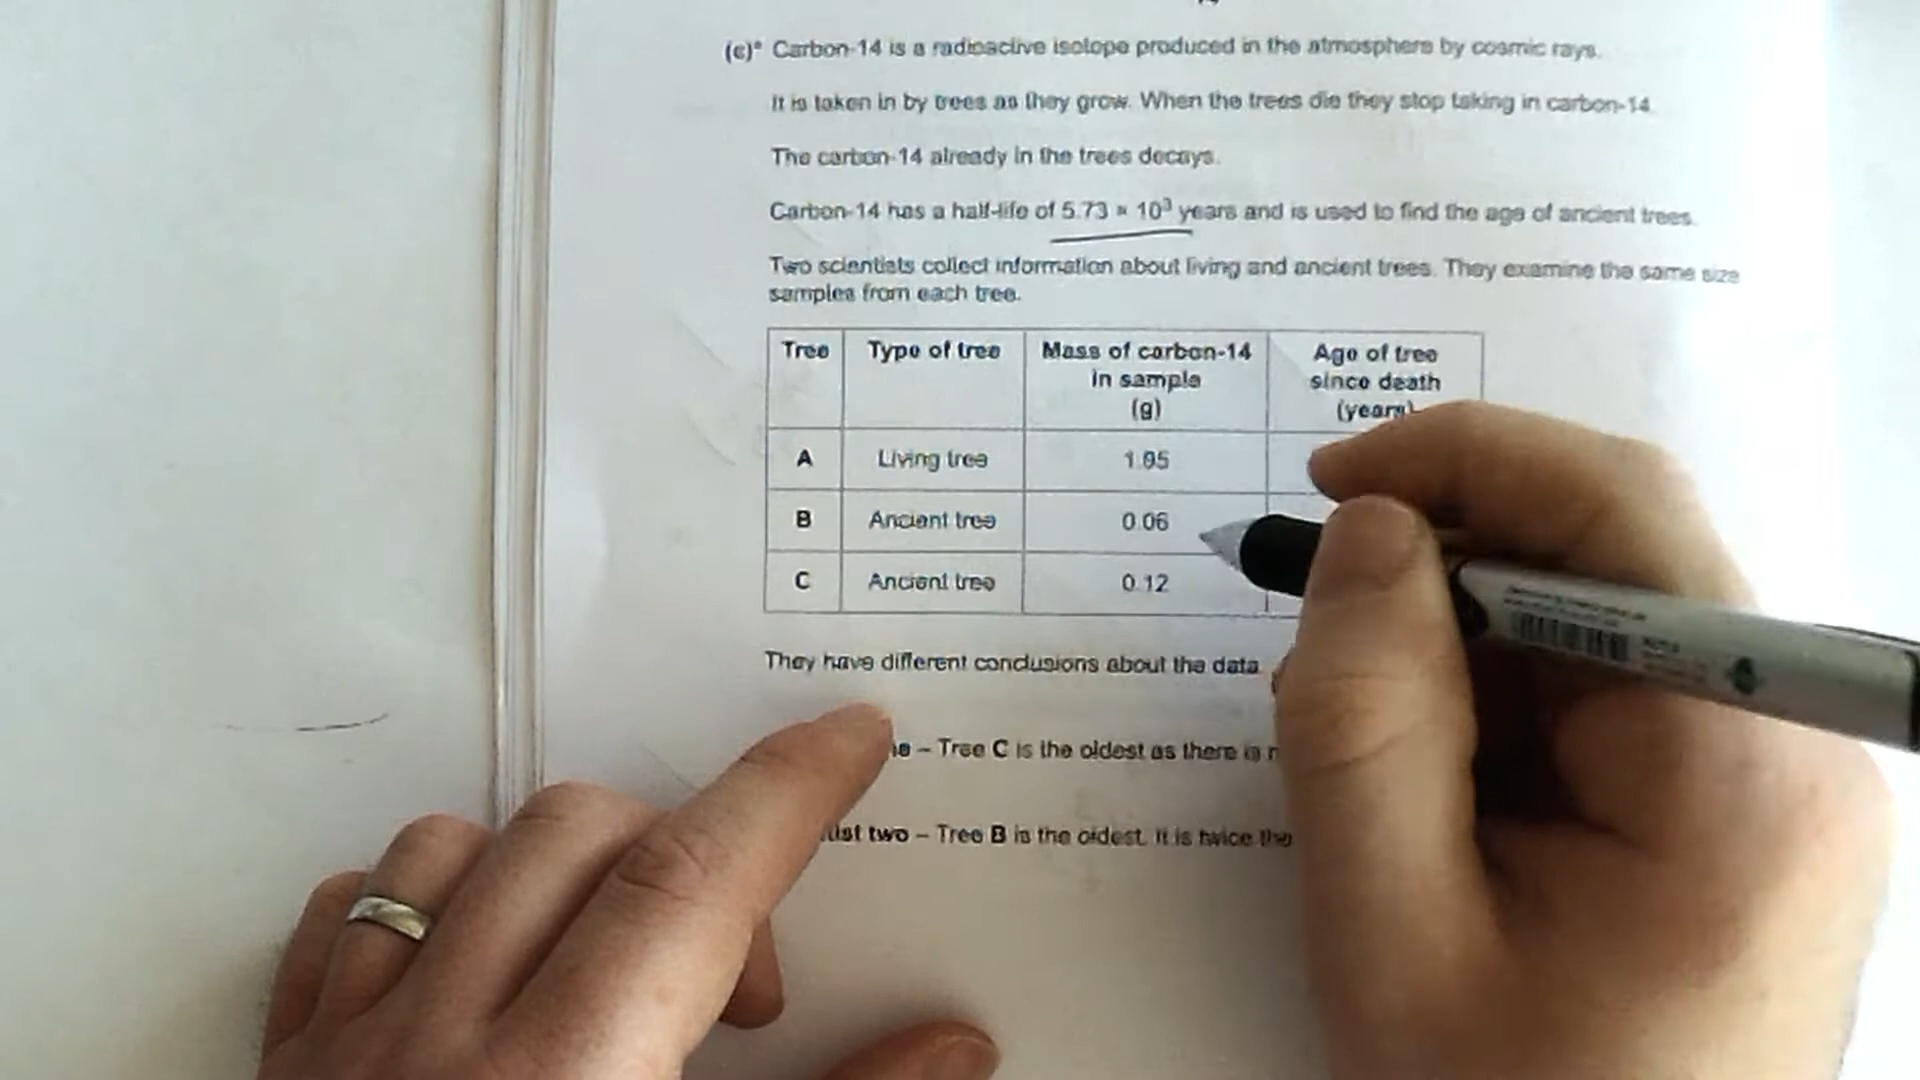 (c)* Carbon-14 is a radioactive isotope produced in the atmosphere by cosmic rays.
It is taken in by trees as they grow. When the trees die they stop taking in carbon-14.
The carbon-14 already in the trees decays.
Carbon-14 has a half-life of 5.73 × 10³ years and is used to find the age of ancient trees.
Two scientists collect information about living and ancient trees. They examine the same size
samples from each tree.
Tree Type of tree Mass of carbon-14 in sample (g) Age of tree since death (years)
A Living tree 1.95
B Ancient tree 0.06
C Ancient tree 0.12
They have different conclusions about the data
– Tree C is the oldest as there is
two – Tree B is the oldest. It is twice the